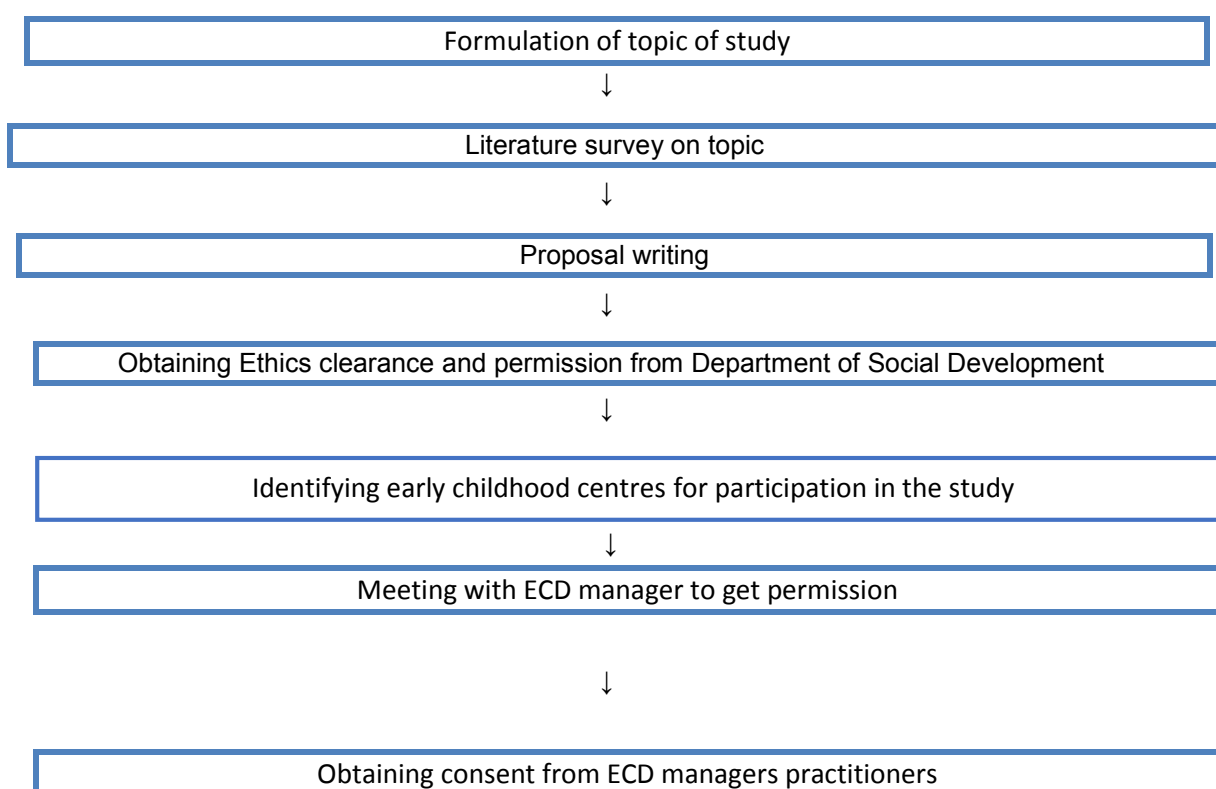 Formulation of topic of study
↓
Literature survey on topic
↓
Proposal writing
↓
Obtaining Ethics clearance and permission from Department of Social Development
↓
Identifying early childhood centres for participation in the study
↓
Meeting with ECD manager to get permission
↓
Obtaining consent from ECD managers practitioners